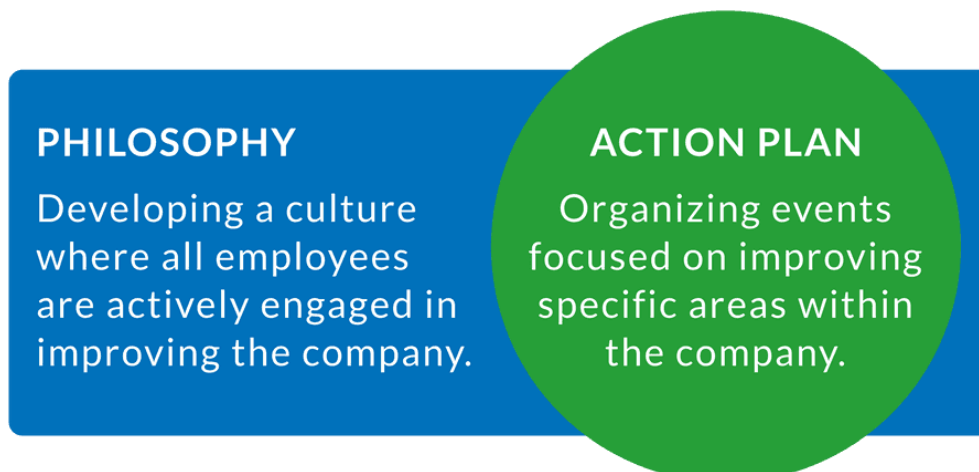 PHILOSOPHY
Developing a culture
where all employees
are actively engaged in
improving the company.
ACTION PLAN
Organizing events
focused on improving
specific areas within
the company.